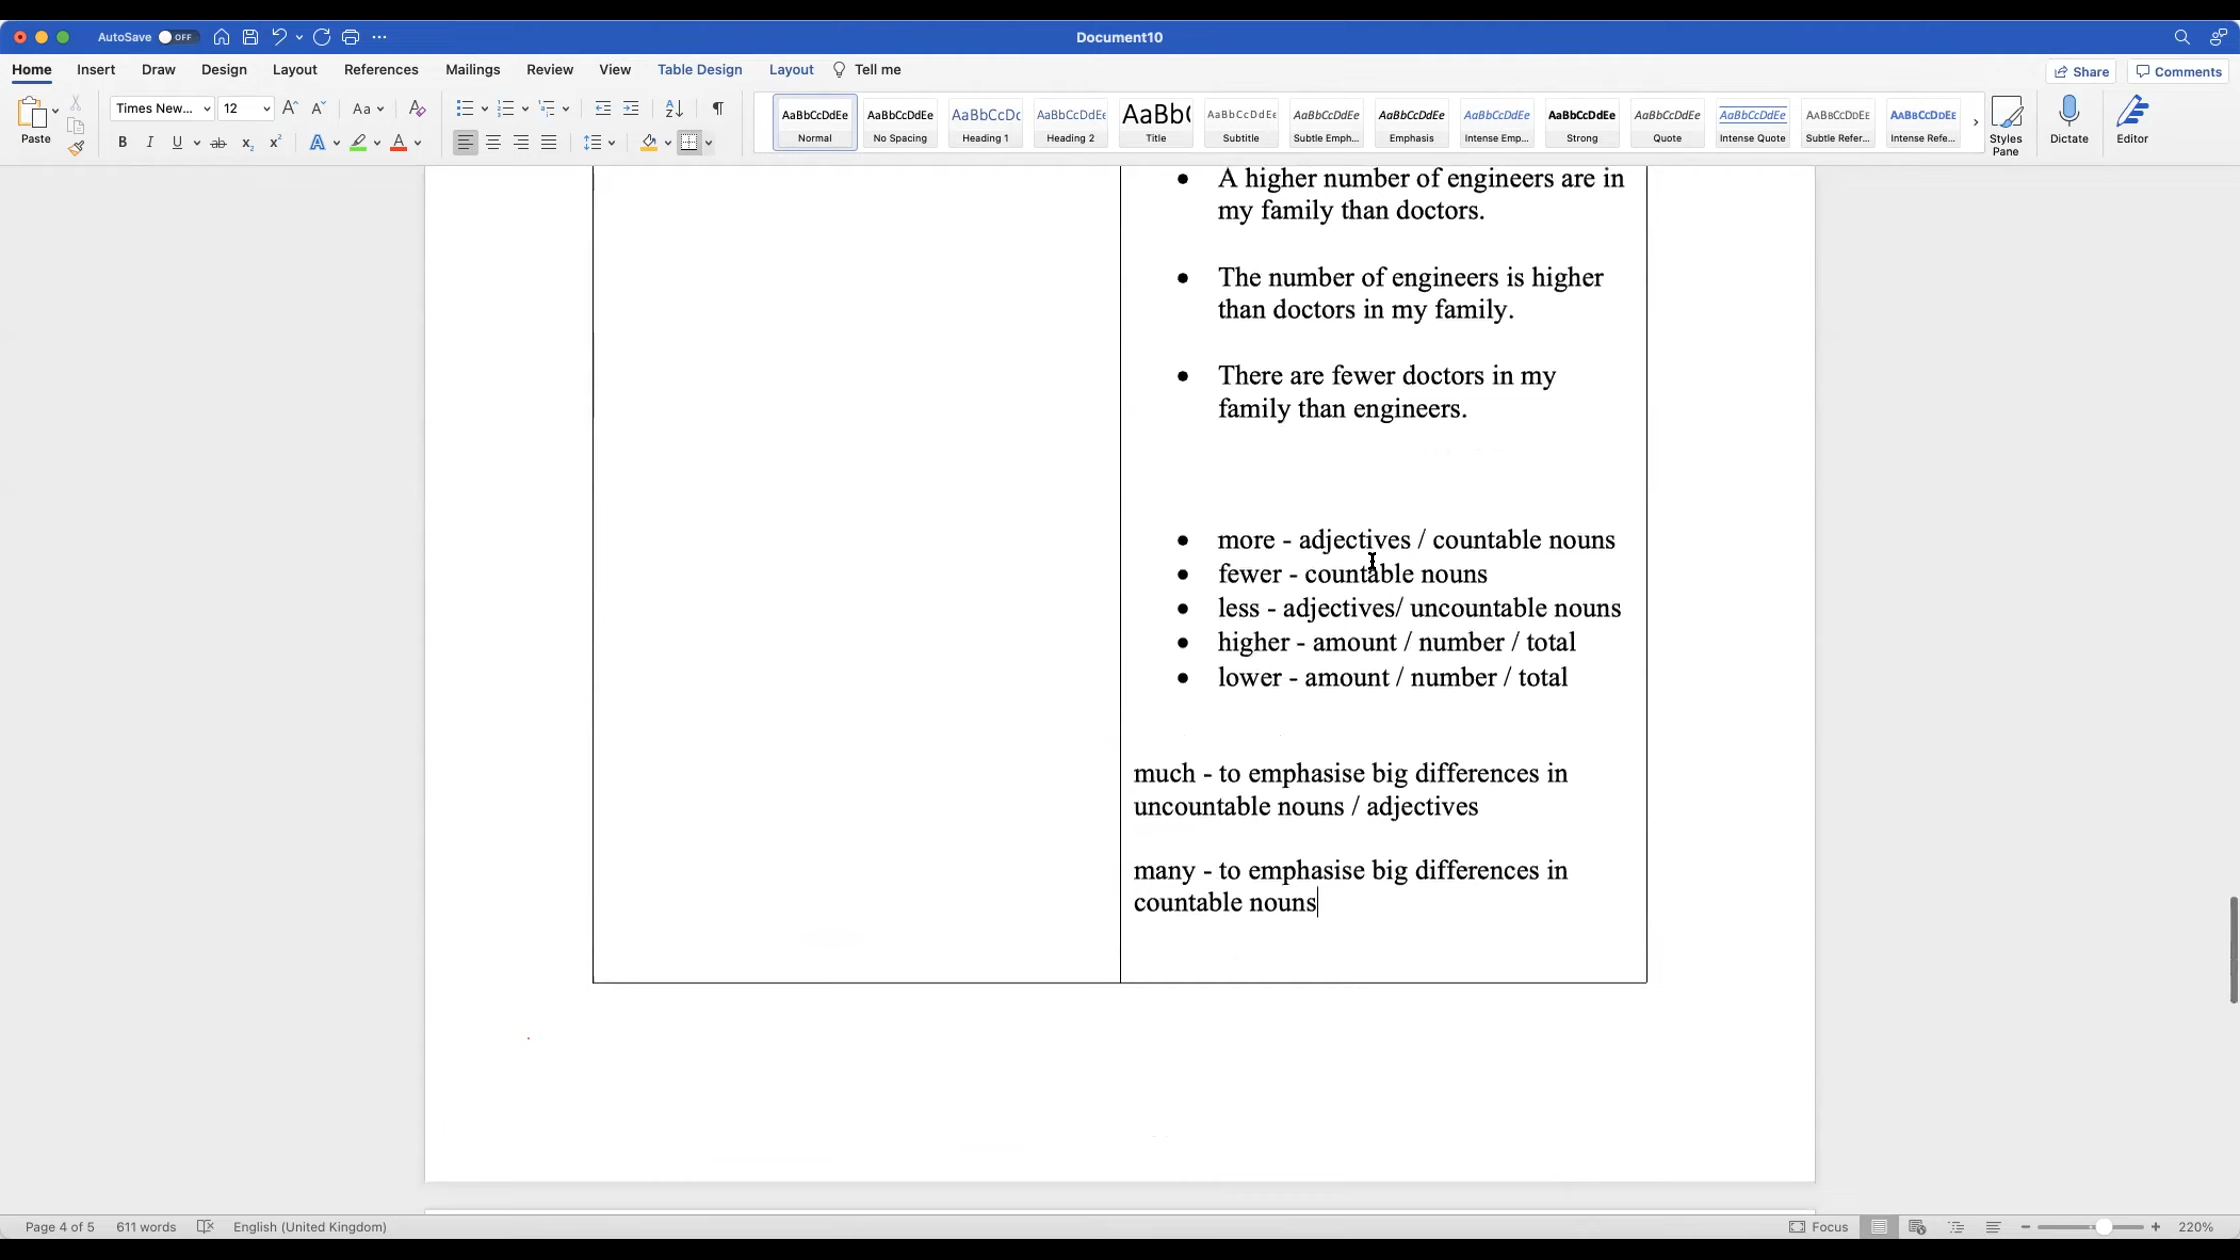 AutoSave OFF Document10
Home Insert Draw Design Layout References Mailings Review View Table Design Layout Tell me Share Comments
Paste Times New... 12 Aa AaBbCcDdEe Normal AaBbCcDdEe No Spacing AaBbCcDc Heading 1 AaBbCcDdEe Heading 2 AaBb( Title AaBbCcDdEe Subtitle AaBbCcDdEe Subtle Emph... AaBbCcDdEe Emphasis AaBbCcDdEe Intense Emp... AaBbCcDdEe Strong AaBbCcDdEe Quote AaBbCcDdEe Intense Quote AaBbCcDdEe Subtle Refer... AaBbCcDdEe Intense Refe... Styles Pane Dictate Editor
B I U ab x₂ x² A A
• A higher number of engineers are in
my family than doctors.
• The number of engineers is higher
than doctors in my family.
• There are fewer doctors in my
family than engineers.
• more - adjectives / countable nouns
• fewer - countable nouns
• less - adjectives/ uncountable nouns
• higher - amount / number / total
• lower - amount / number / total
much - to emphasise big differences in
uncountable nouns / adjectives
many - to emphasise big differences in
countable nouns
Page 4 of 5 611 words English (United Kingdom) Focus 220%